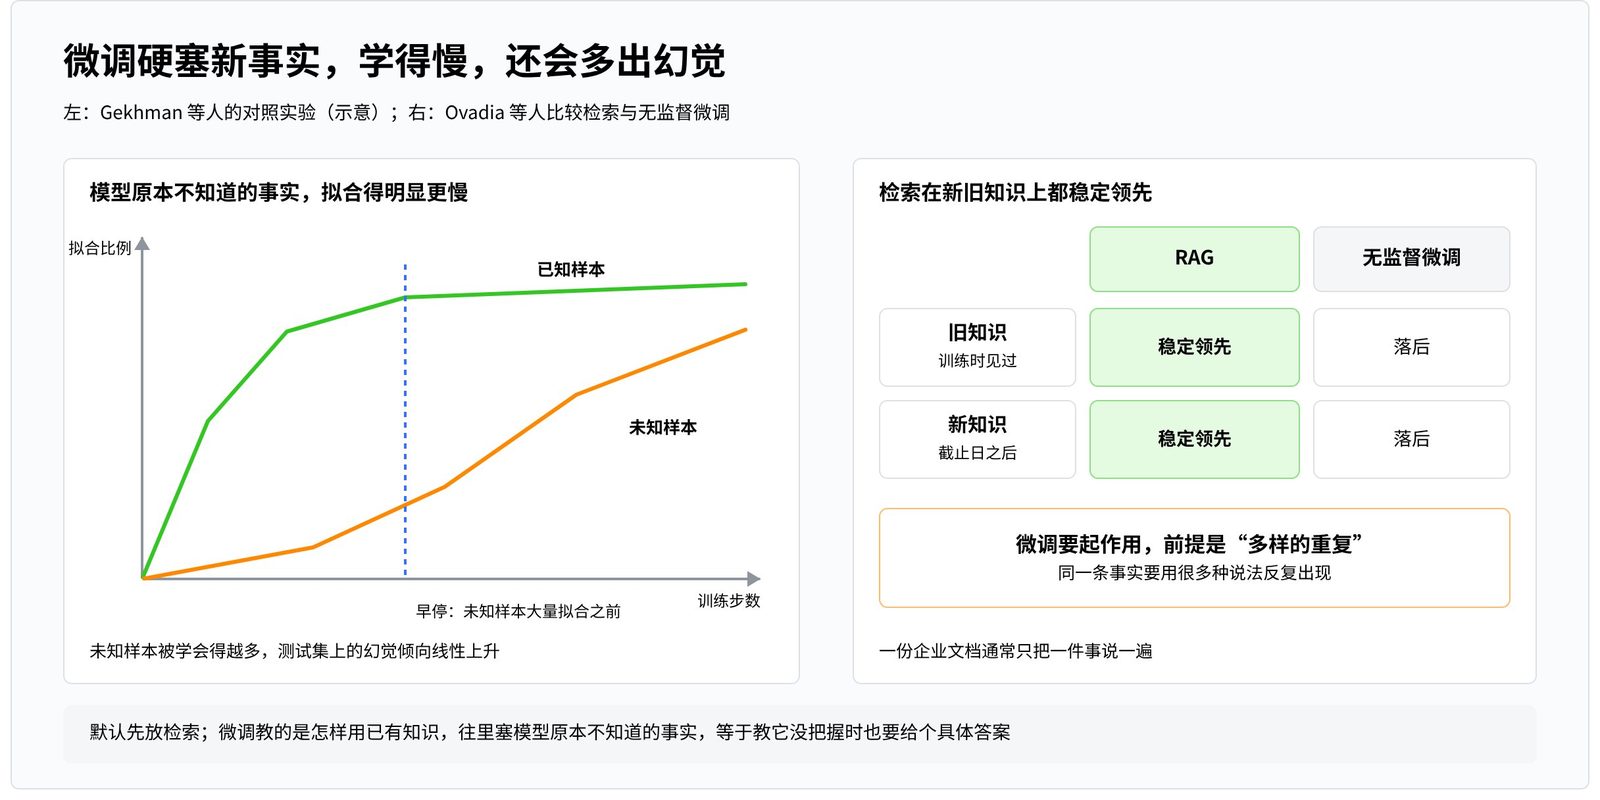 微调硬塞新事实，学得慢，还会多出幻觉
左：Gekhman 等人的对照实验（示意）；右：Ovadia 等人比较检索与无监督微调
模型原本不知道的事实，拟合得明显更慢
拟合比例
已知样本
未知样本
训练步数
早停：未知样本大量拟合之前
未知样本被学会得越多，测试集上的幻觉倾向线性上升
检索在新旧知识上都稳定领先
RAG
无监督微调
旧知识
训练时见过
稳定领先
落后
新知识
截止日之后
稳定领先
落后
微调要起作用，前提是“多样的重复”
同一条事实要用很多种说法反复出现
一份企业文档通常只把一件事说一遍
默认先放检索；微调教的是怎样用已有知识，往里塞模型原本不知道的事实，等于教它没把握时也要给个具体答案